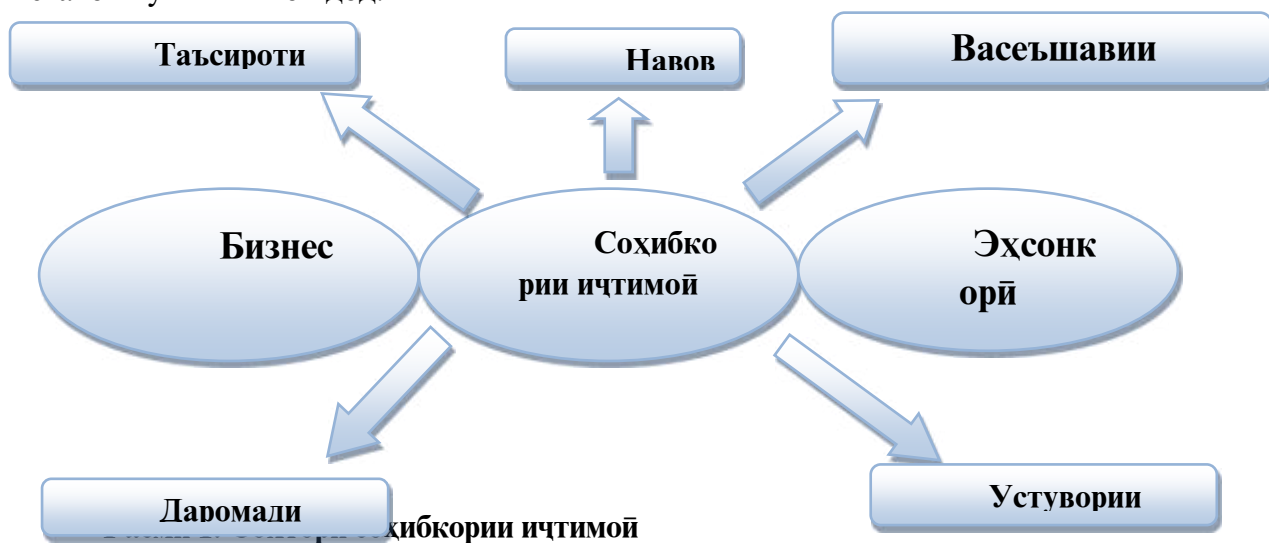 Таъсироти
Навов
Васеъшавии
Бизнес
Соҳибко
рии иҷтимоӣ
Эҳсонк
орӣ
Даромади
Устувории
соҳибкории иҷтимоӣ